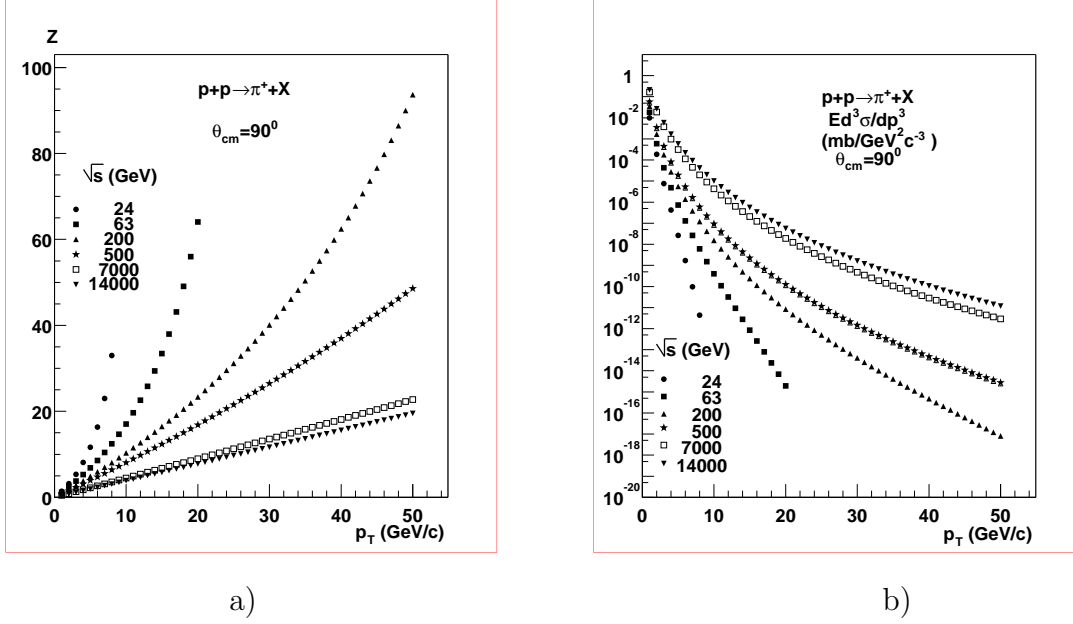 Z
100
80
60
40
20
0
p+p→π⁺+X
θcm=90⁰
√s (GeV)
24
63
200
500
7000
14000
0 10 20 30 40 50
pT (GeV/c)
a)
1
10⁻²
10⁻⁴
10⁻⁶
10⁻⁸
10⁻¹⁰
10⁻¹²
10⁻¹⁴
10⁻¹⁶
10⁻¹⁸
10⁻²⁰
p+p→π⁺+X
Ed³σ/dp³
(mb/GeV²c⁻³ )
θcm=90⁰
√s (GeV)
24
63
200
500
7000
14000
0 10 20 30 40 50
pT (GeV/c)
b)